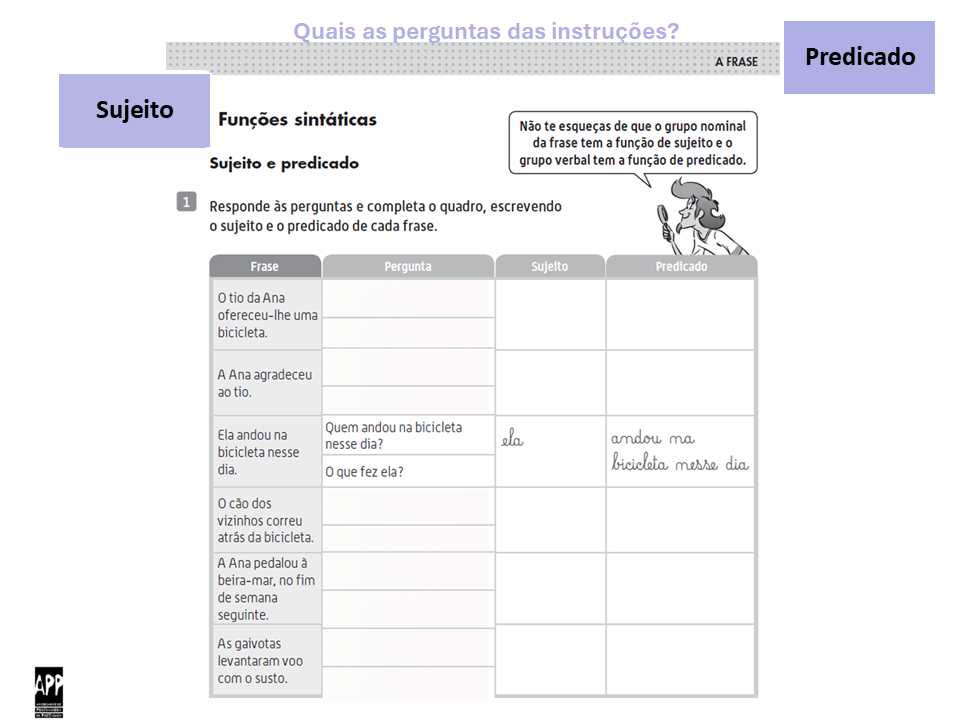 Quais as perguntas das instruções?
Predicado
A FRASE
Sujeito
Funções sintáticas
Não te esqueças de que o grupo nominal
da frase tem a função de sujeito e o
grupo verbal tem a função de predicado.
Sujeito e predicado
1
Responde às perguntas e completa o quadro, escrevendo
o sujeito e o predicado de cada frase.
Frase
Pergunta
Sujeito
Predicado
O tio da Ana
ofereceu-lhe uma
bicicleta.
A Ana agradeceu
ao tio.
Ela andou na
bicicleta nesse
dia.
Quem andou na bicicleta
nesse dia?
O que fez ela?
ela
andou na
bicicleta nesse dia
O cão dos
vizinhos correu
atrás da bicicleta.
A Ana pedalou à
beira-mar, no fim
de semana
seguinte.
As gaivotas
levantaram voo
com o susto.
APP